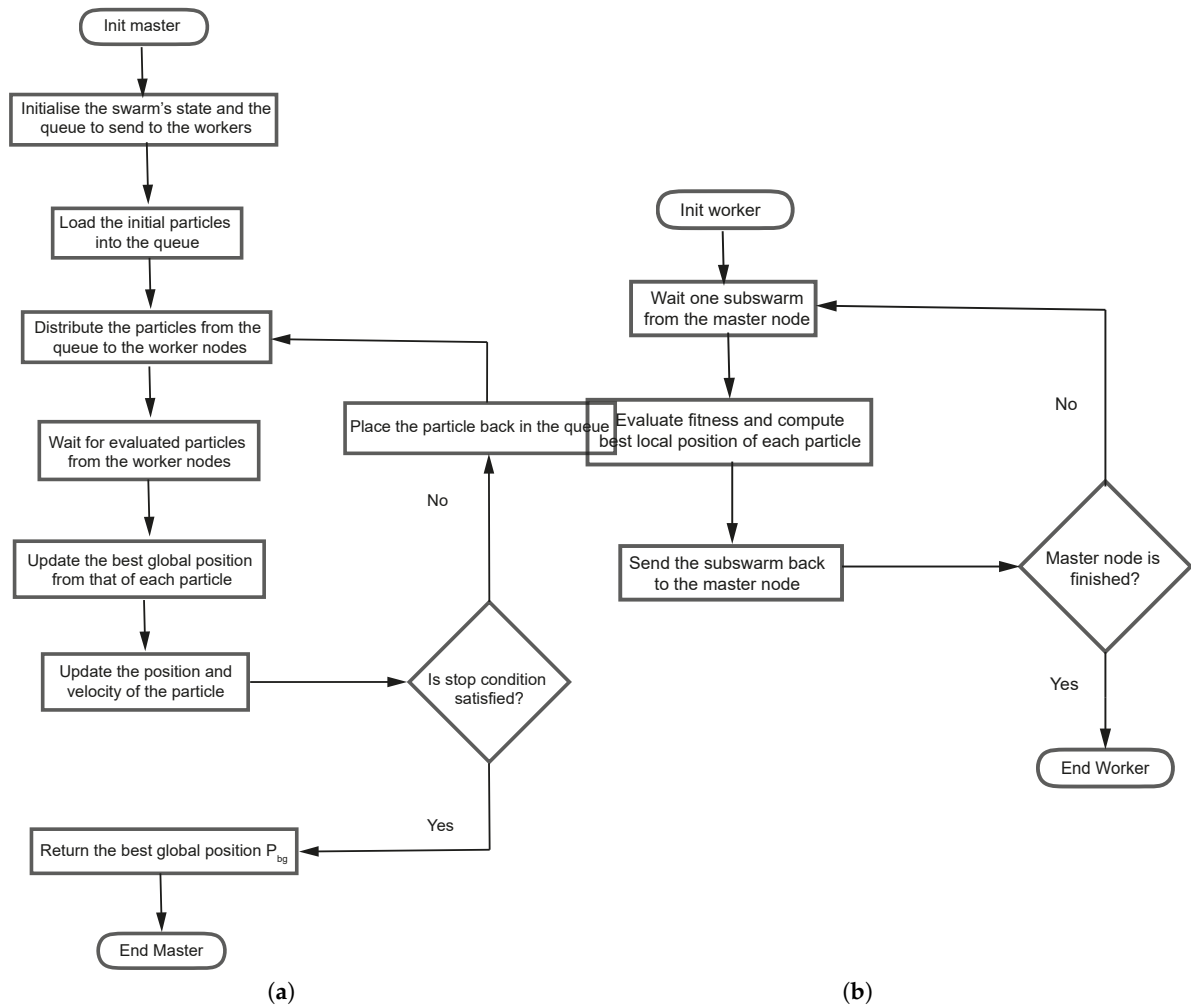 Init master
Initialise the swarm's state and the
queue to send to the workers
Load the initial particles
into the queue
Distribute the particles from the
queue to the worker nodes
Wait for evaluated particles
from the worker nodes
Update the best global position
from that of each particle
Update the position and
velocity of the particle
Is stop condition
satisfied?
No
Place the particle back in the queue
Yes
Return the best global position P_bg
End Master
(a)
Init worker
Wait one subswarm
from the master node
Evaluate fitness and compute
best local position of each particle
Send the subswarm back
to the master node
Master node is
finished?
No
Yes
End Worker
(b)